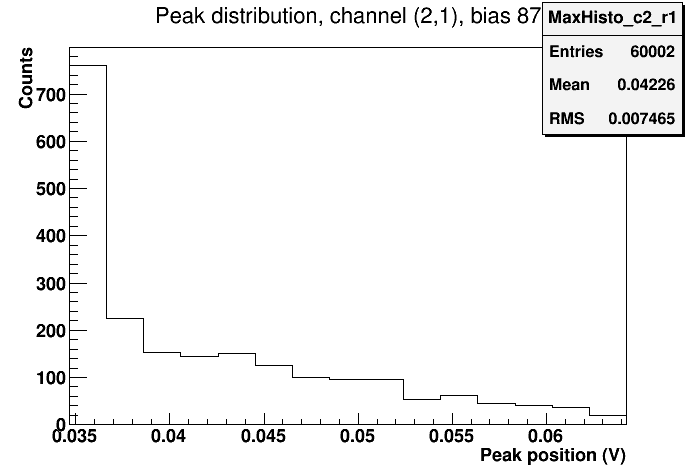 Peak distribution, channel (2,1), bias 87
MaxHisto_c2_r1
Entries 60002
Mean 0.04226
RMS 0.007465
Counts
700
600
500
400
300
200
100
0
0.035 0.04 0.045 0.05 0.055 0.06
Peak position (V)